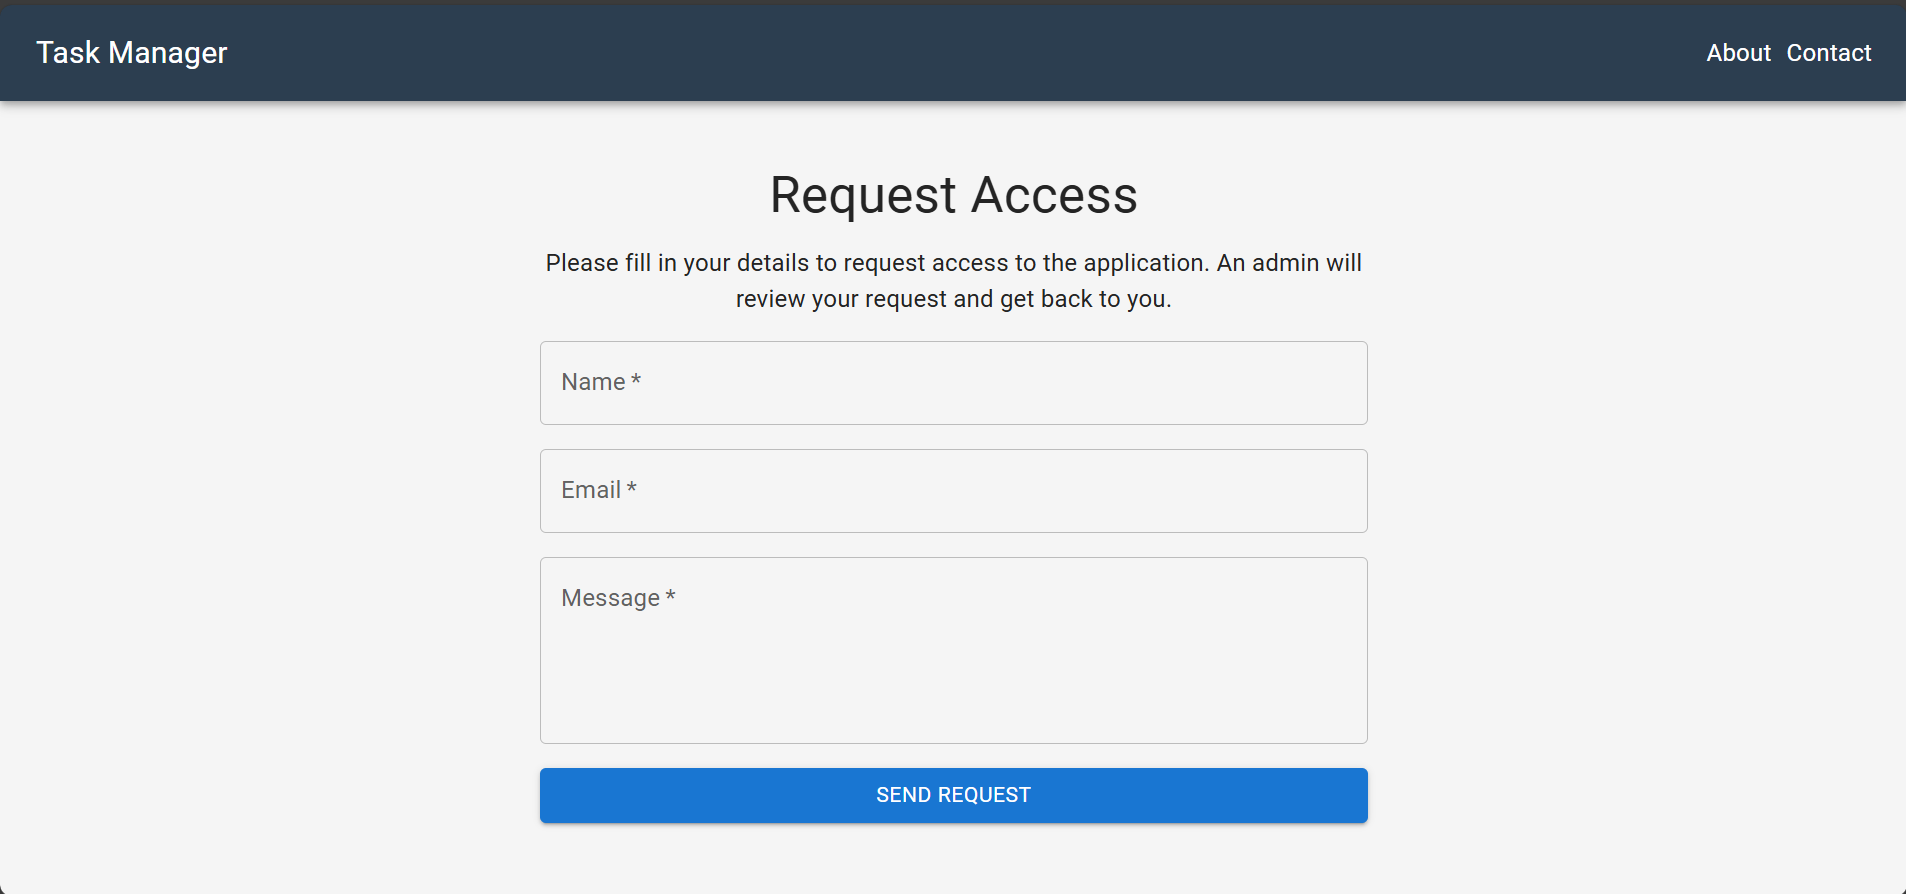 Task Manager
About Contact
Request Access
Please fill in your details to request access to the application. An admin will
review your request and get back to you.
Name *
Email *
Message *
SEND REQUEST